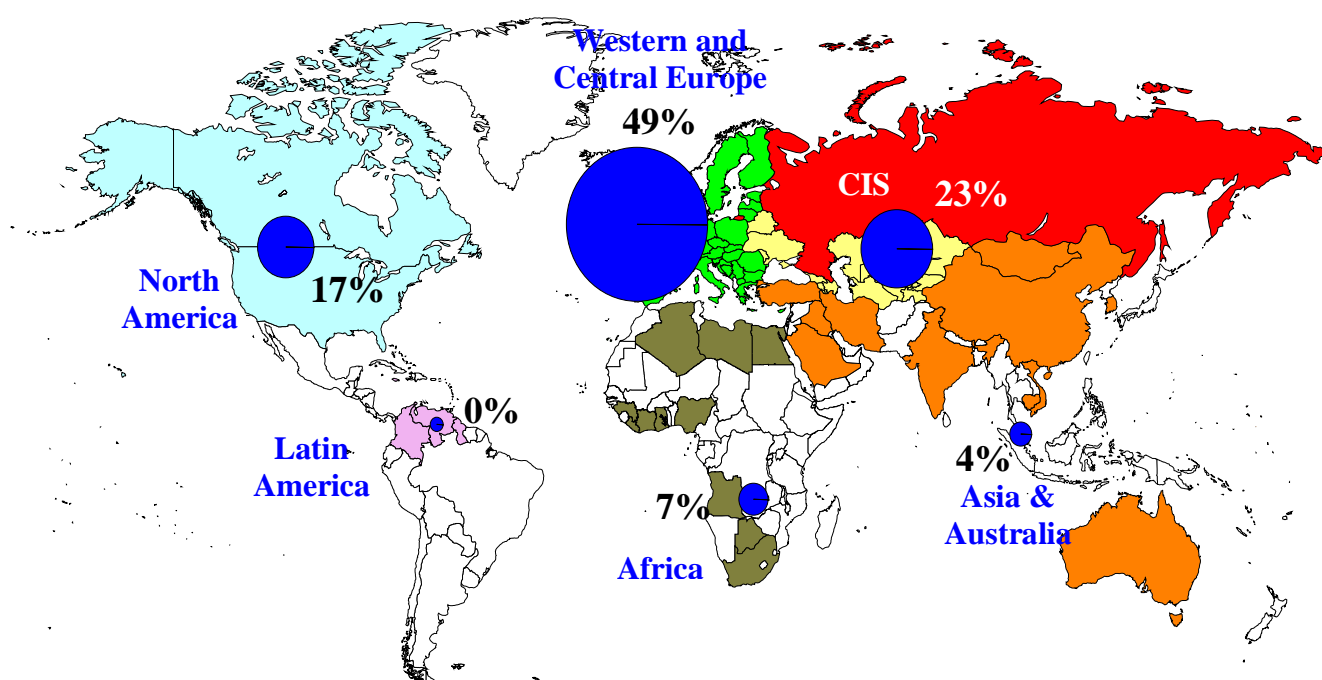 Western and
Central Europe
49%
CIS
23%
North
America
17%
0%
Latin
America
4%
Asia &
Australia
7%
Africa